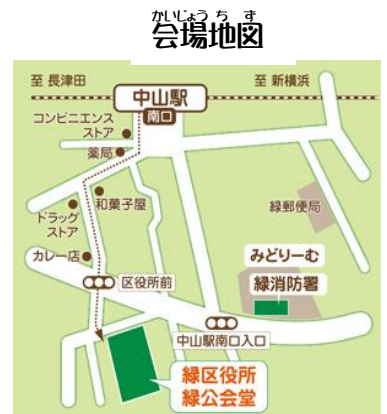 かいじょうちず
会場地図
至 長津田
至 新横浜
中山駅
南口
コンビニエンス
ストア
薬局
和菓子屋
ドラッグ
ストア
カレー店
区役所前
緑郵便局
みどりーむ
緑消防署
中山駅南口入口
緑区役所
緑公会堂